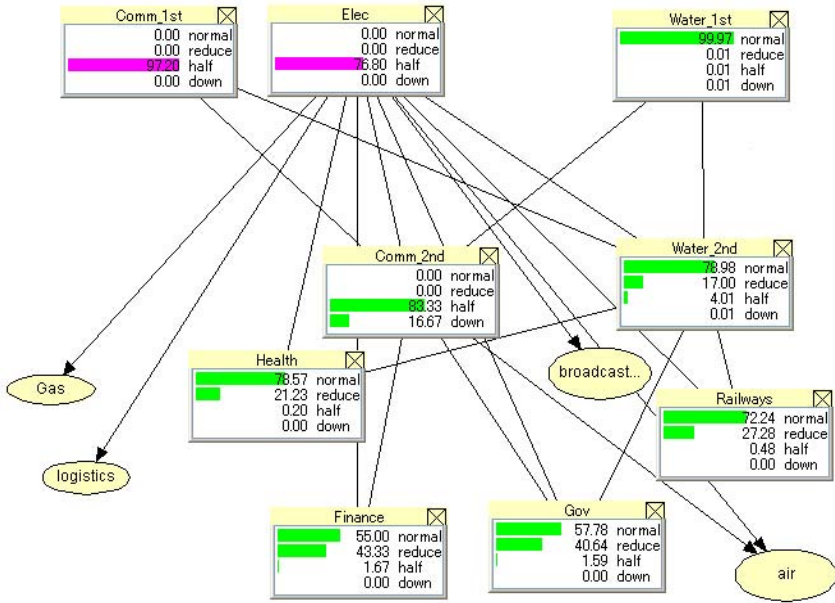 Comm_1st
0.00 normal
0.00 reduce
97.20 half
0.00 down
Elec
0.00 normal
0.00 reduce
76.80 half
0.00 down
Water_1st
99.97 normal
0.01 reduce
0.01 half
0.01 down
Comm_2nd
0.00 normal
0.00 reduce
83.33 half
16.67 down
Water_2nd
78.98 normal
17.00 reduce
4.01 half
0.01 down
Health
78.57 normal
21.23 reduce
0.20 half
0.00 down
Gas
broadcast...
Railways
72.24 normal
27.28 reduce
0.48 half
0.00 down
logistics
Finance
55.00 normal
43.33 reduce
1.67 half
0.00 down
Gov
57.78 normal
40.64 reduce
1.59 half
0.00 down
air